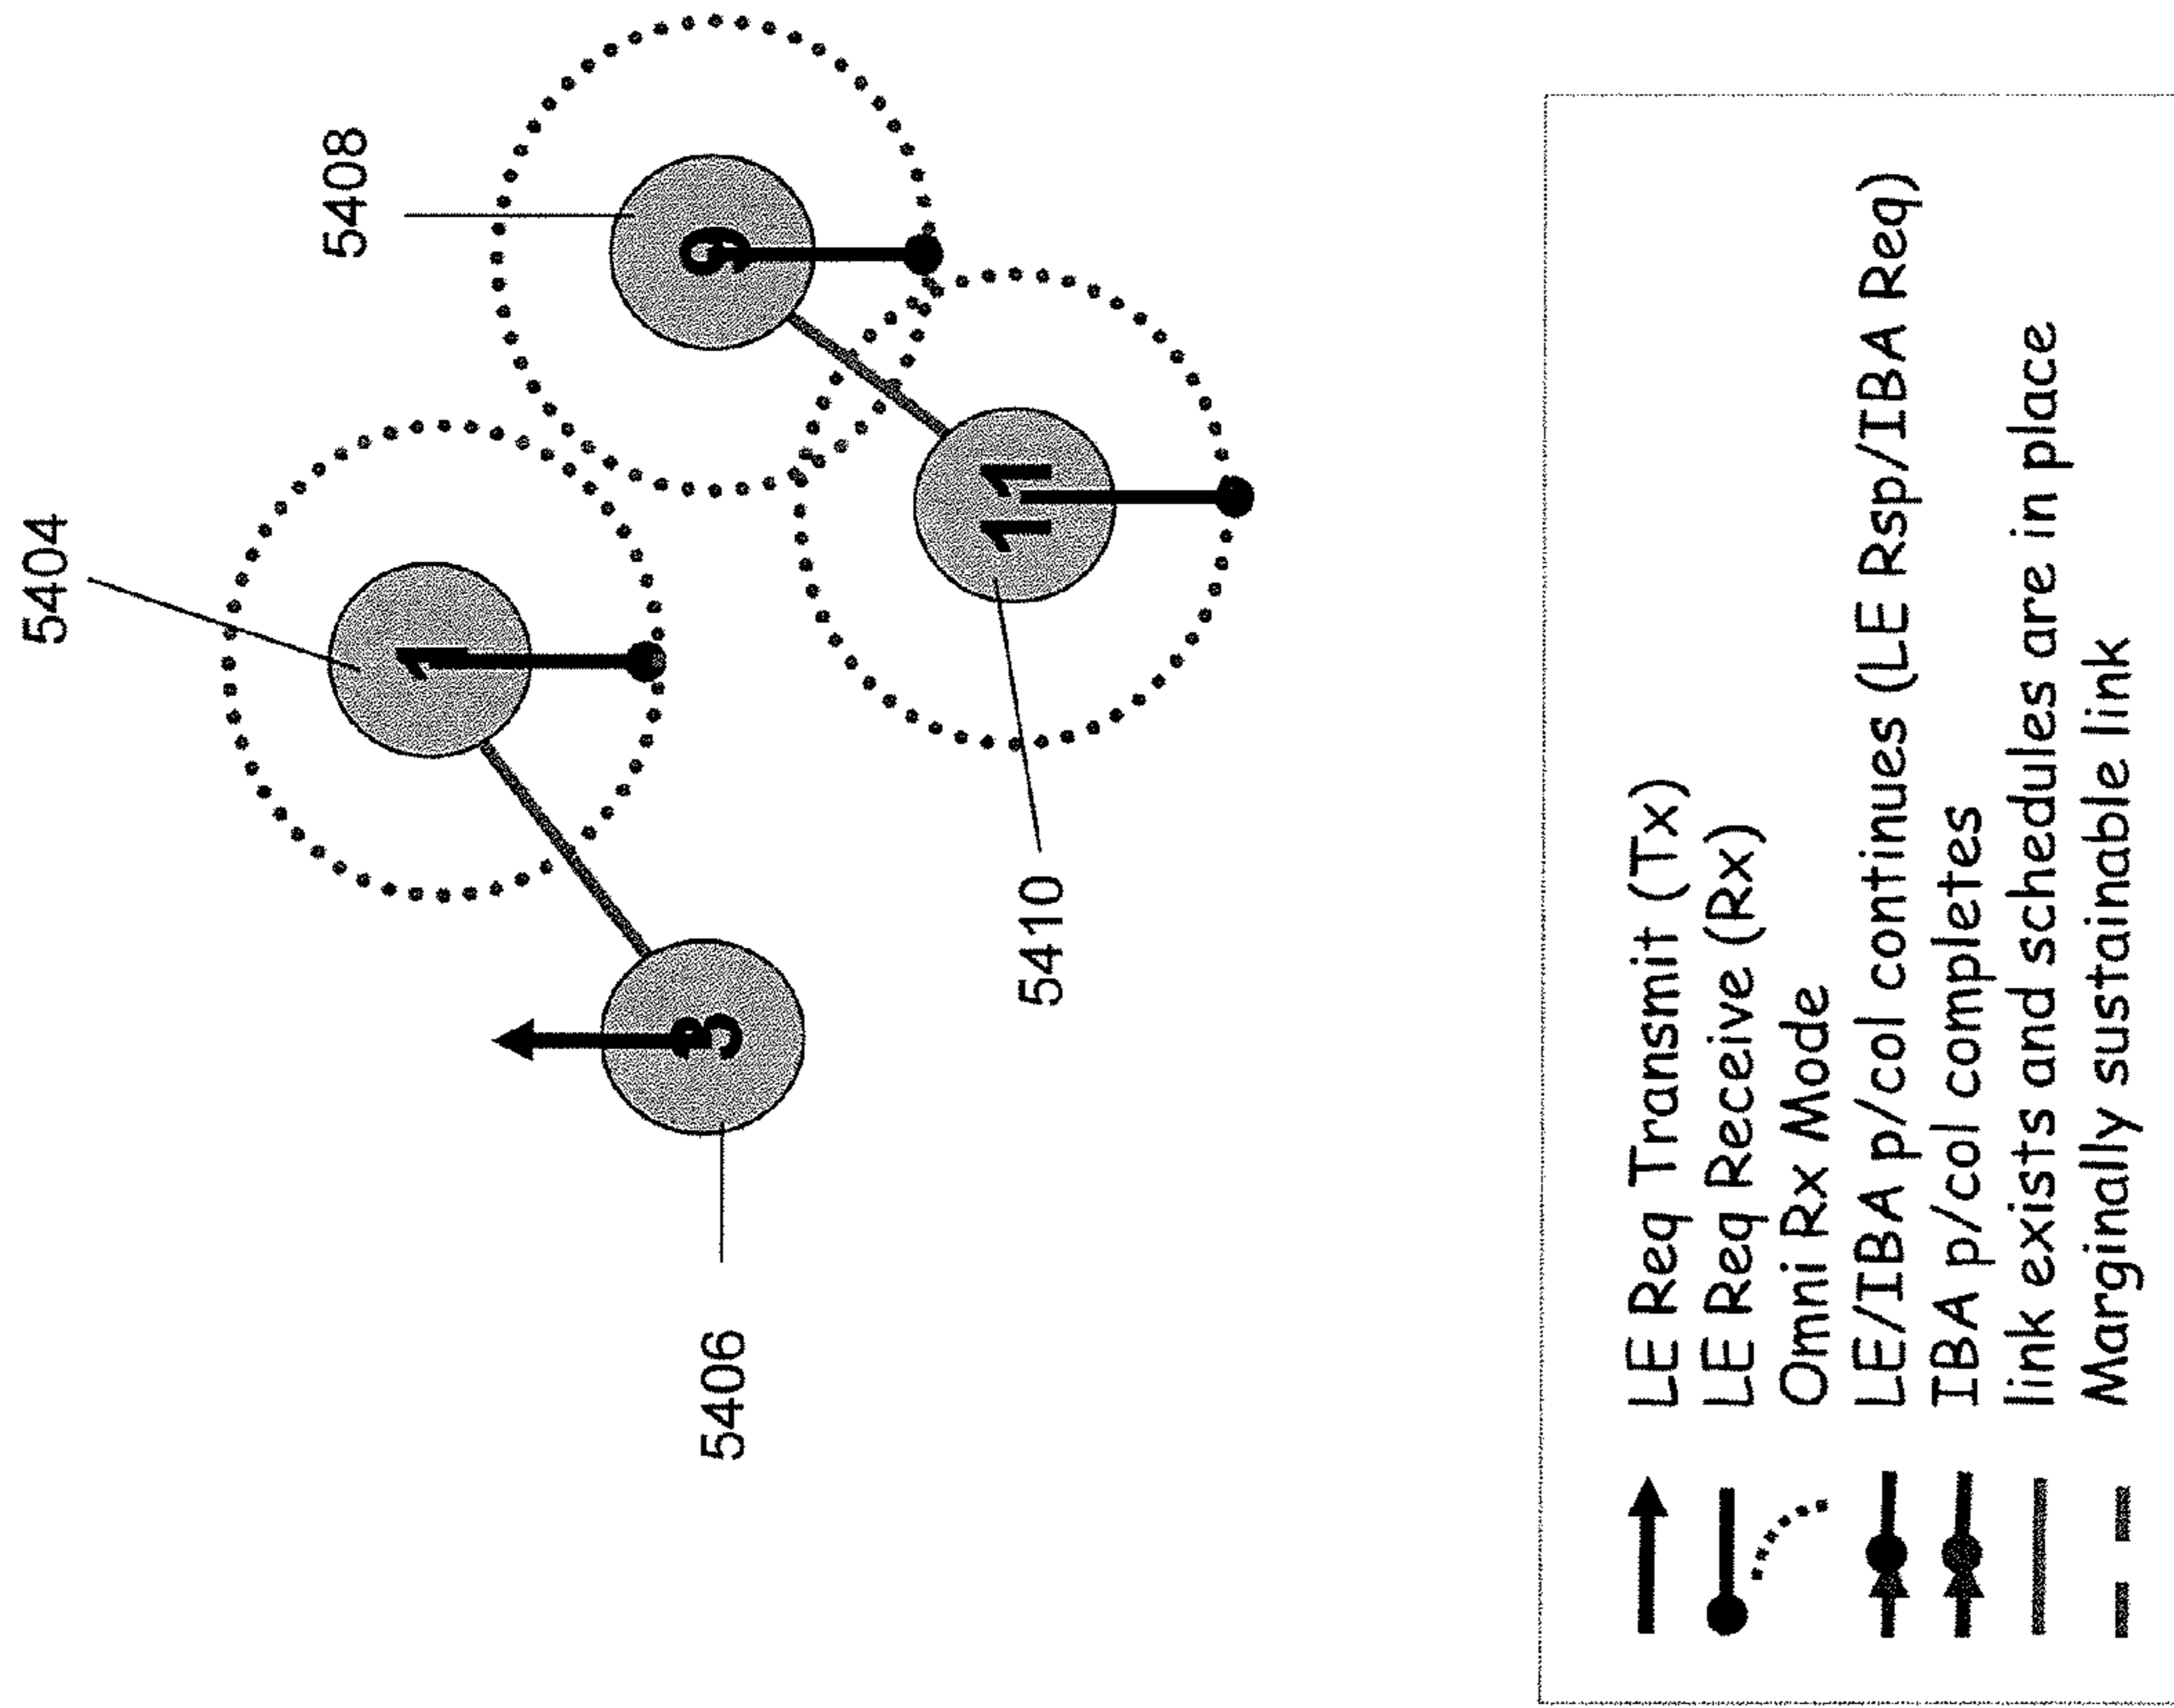 5404
5408
1
5406
3
9
5410
11
LE Req Transmit (Tx)
LE Req Receive (Rx)
Omni Rx Mode
LE/IBA p/col continues (LE Rsp/IBA Req)
IBA p/col completes
link exists and schedules are in place
Marginally sustainable link